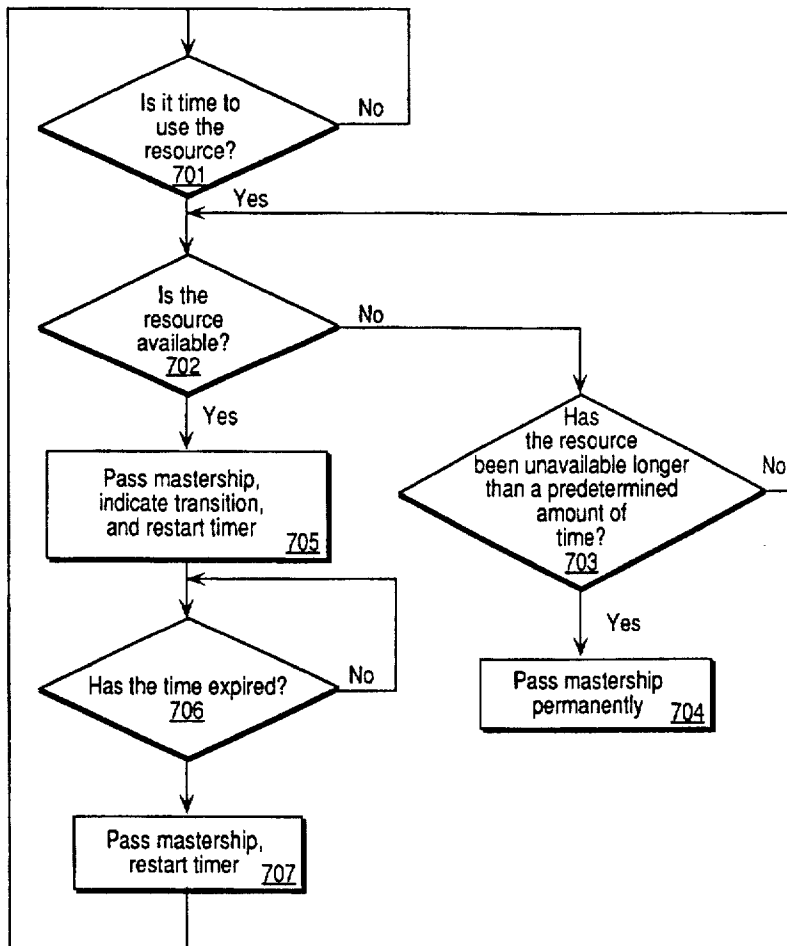 Is it time to
use the
resource?
701
No
Yes
Is the
resource
available?
702
No
Yes
Has
the resource
been unavailable longer
than a predetermined
amount of
time?
703
No
Yes
Pass mastership,
indicate transition,
and restart timer
705
Has the time expired?
706
No
Pass mastership
permanently
704
Pass mastership,
restart timer
707